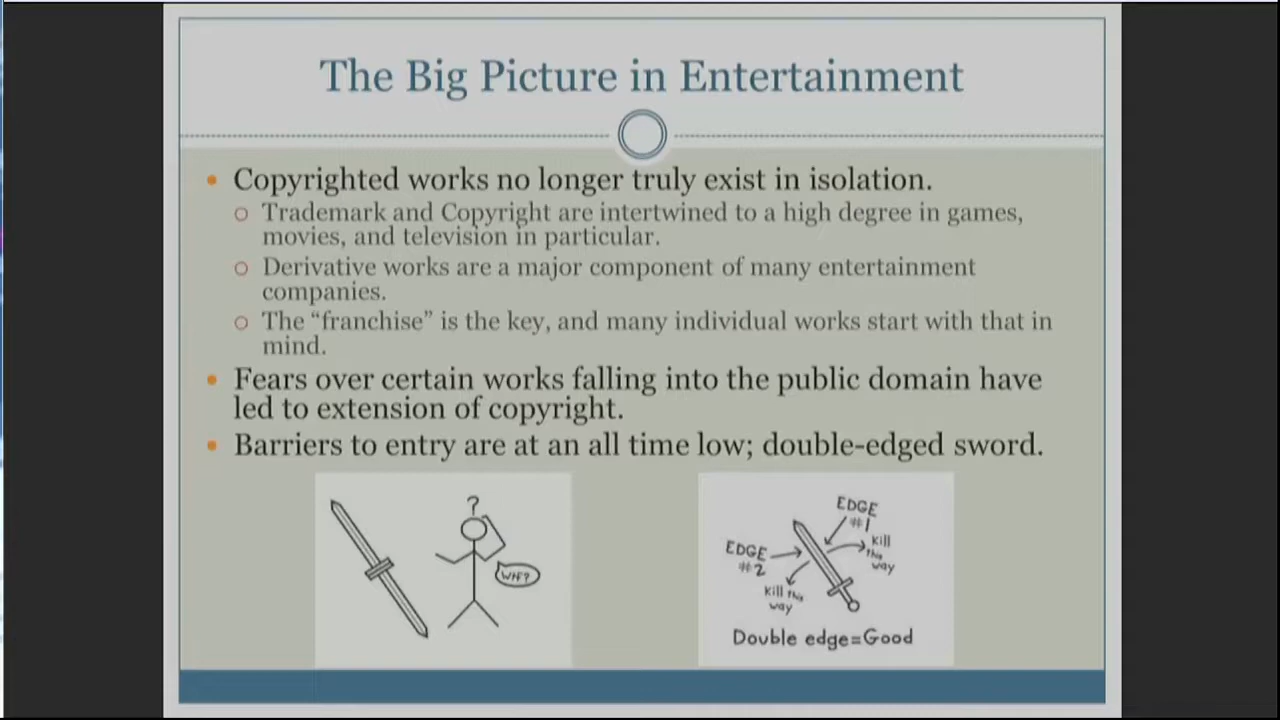 The Big Picture in Entertainment
• Copyrighted works no longer truly exist in isolation.
○ Trademark and Copyright are intertwined to a high degree in games,
movies, and television in particular.
○ Derivative works are a major component of many entertainment
companies.
○ The “franchise” is the key, and many individual works start with that in
mind.
• Fears over certain works falling into the public domain have
led to extension of copyright.
• Barriers to entry are at an all time low; double-edged sword.
?
WTF?
EDGE
#1
kill
this
way
EDGE
#2
kill this
way
Double edge=Good